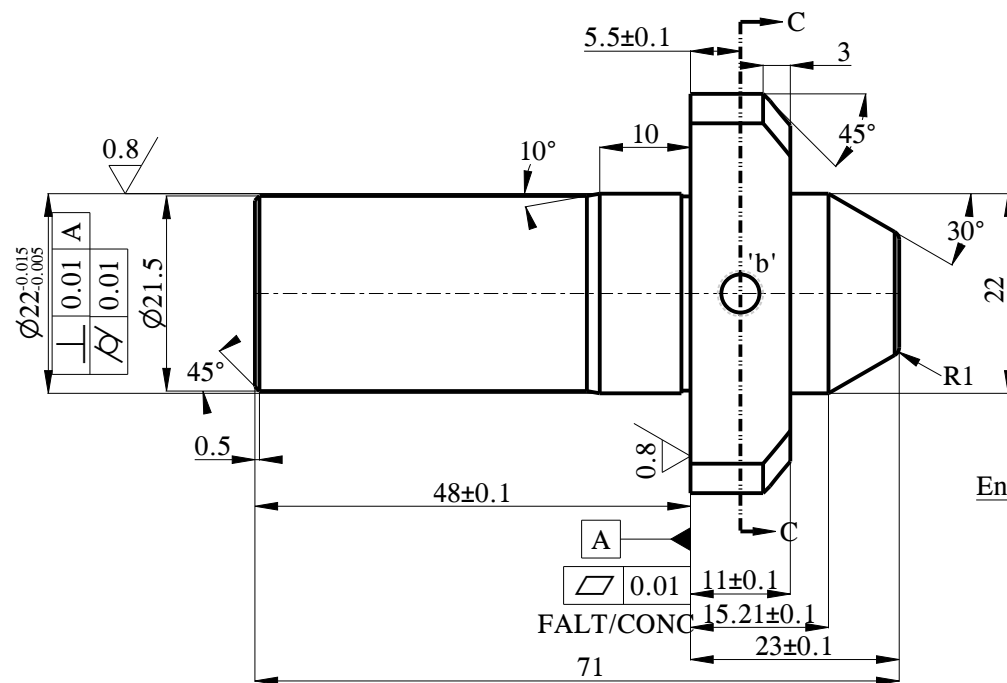 C
5.5±0.1
3
0.8
10°
10
45°
'b'
30°
Ø22-0.015
-0.005
0.01 A
0.01
Ø21.5
22
45°
R1
0.5
0.8
48±0.1
En
C
A
0.01
11±0.1
FALT/CONC
15.21±0.1
23±0.1
71